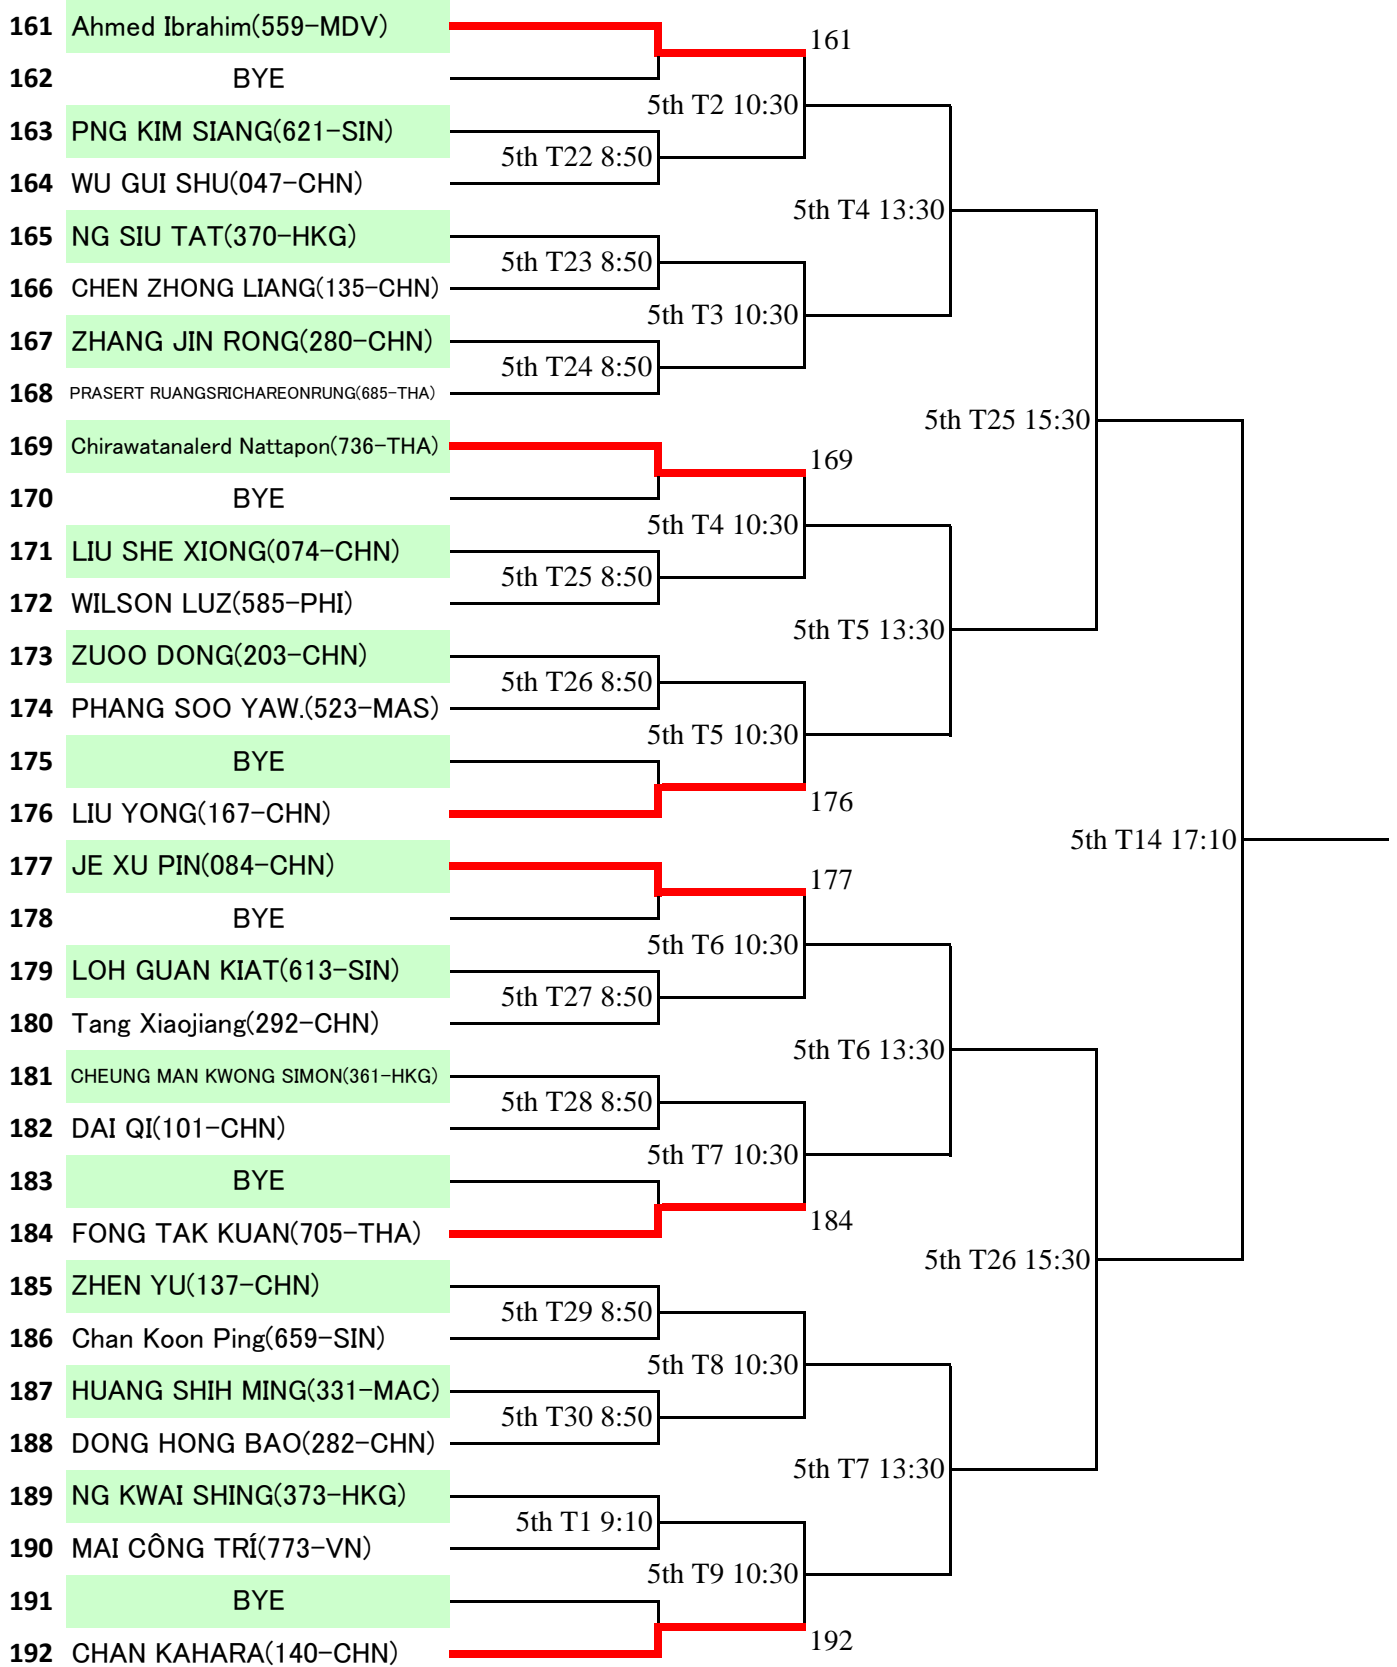 161 Ahmed Ibrahim(559-MDV)
161
162 BYE
5th T2 10:30
163 PNG KIM SIANG(621-SIN)
5th T22 8:50
164 WU GUI SHU(047-CHN)
5th T4 13:30
165 NG SIU TAT(370-HKG)
5th T23 8:50
166 CHEN ZHONG LIANG(135-CHN)
5th T3 10:30
167 ZHANG JIN RONG(280-CHN)
5th T24 8:50
168 PRASERT RUANGSRICHAREONRUNG(685-THA)
5th T25 15:30
169 Chirawatanalerd Nattapon(736-THA)
169
170 BYE
5th T4 10:30
171 LIU SHE XIONG(074-CHN)
5th T25 8:50
172 WILSON LUZ(585-PHI)
5th T5 13:30
173 ZUOO DONG(203-CHN)
5th T26 8:50
174 PHANG SOO YAW.(523-MAS)
5th T5 10:30
175 BYE
176
176 LIU YONG(167-CHN)
5th T14 17:10
177 JE XU PIN(084-CHN)
177
178 BYE
5th T6 10:30
179 LOH GUAN KIAT(613-SIN)
5th T27 8:50
180 Tang Xiaojiang(292-CHN)
5th T6 13:30
181 CHEUNG MAN KWONG SIMON(361-HKG)
5th T28 8:50
182 DAI QI(101-CHN)
5th T7 10:30
183 BYE
184
184 FONG TAK KUAN(705-THA)
5th T26 15:30
185 ZHEN YU(137-CHN)
5th T29 8:50
186 Chan Koon Ping(659-SIN)
5th T8 10:30
187 HUANG SHIH MING(331-MAC)
5th T30 8:50
188 DONG HONG BAO(282-CHN)
5th T7 13:30
189 NG KWAI SHING(373-HKG)
5th T1 9:10
190 MAI CÔNG TRÍ(773-VN)
5th T9 10:30
191 BYE
192
192 CHAN KAHARA(140-CHN)